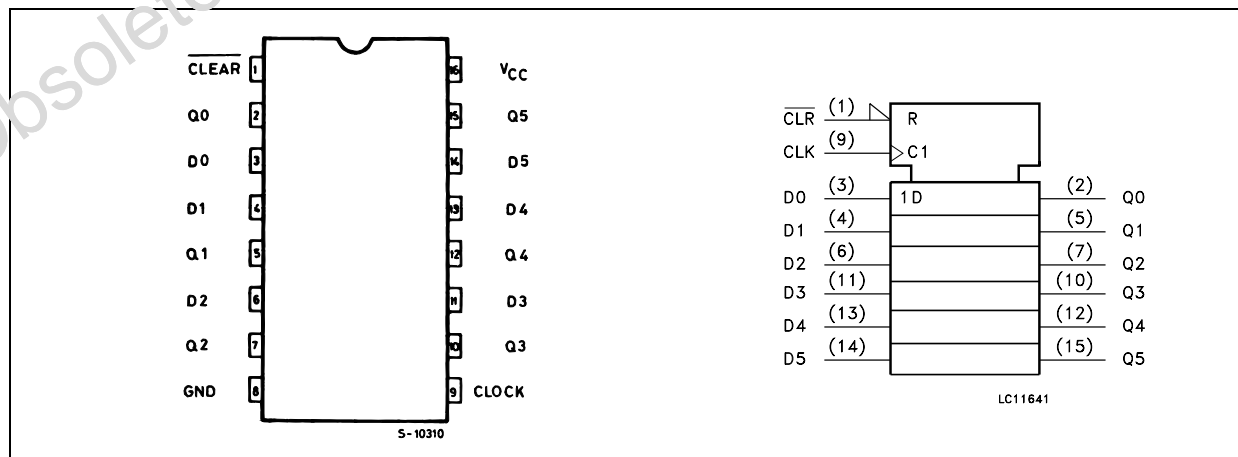 obsolete
CLEAR 1
Q0 2
D0 3
D1 4
Q1 5
D2 6
Q2 7
GND 8
16 VCC
15 Q5
14 D5
13 D4
12 Q4
11 D3
10 Q3
9 CLOCK
S-10310
CLR (1) R
CLK (9) C1
D0 (3) 1D (2) Q0
D1 (4) (5) Q1
D2 (6) (7) Q2
D3 (11) (10) Q3
D4 (13) (12) Q4
D5 (14) (15) Q5
LC11641